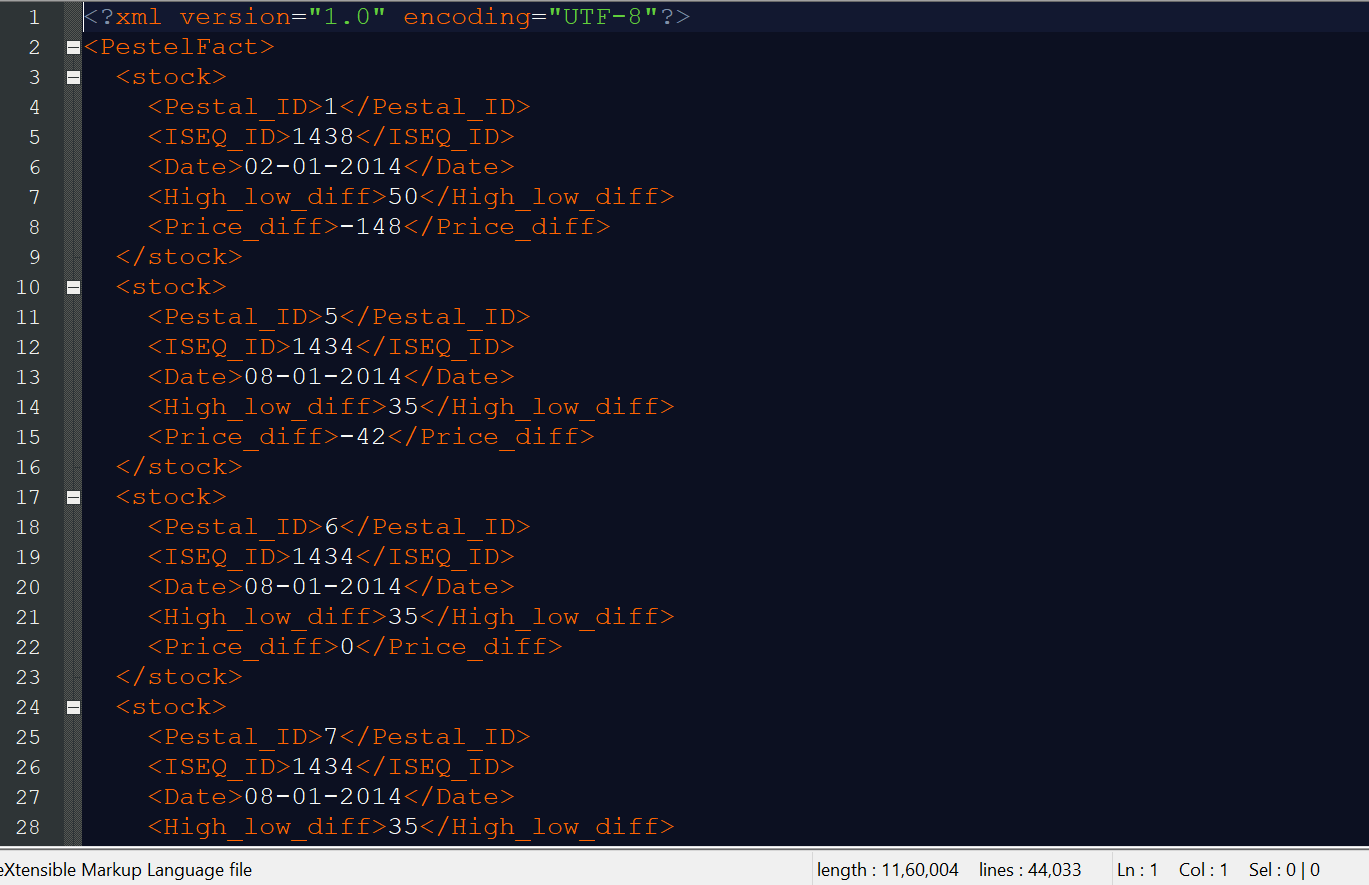 1 <?xml version="1.0" encoding="UTF-8"?>
2 <PestelFact>
3 <stock>
4 <Pestal_ID>1</Pestal_ID>
5 <ISEQ_ID>1438</ISEQ_ID>
6 <Date>02-01-2014</Date>
7 <High_low_diff>50</High_low_diff>
8 <Price_diff>-148</Price_diff>
9 </stock>
10 <stock>
11 <Pestal_ID>5</Pestal_ID>
12 <ISEQ_ID>1434</ISEQ_ID>
13 <Date>08-01-2014</Date>
14 <High_low_diff>35</High_low_diff>
15 <Price_diff>-42</Price_diff>
16 </stock>
17 <stock>
18 <Pestal_ID>6</Pestal_ID>
19 <ISEQ_ID>1434</ISEQ_ID>
20 <Date>08-01-2014</Date>
21 <High_low_diff>35</High_low_diff>
22 <Price_diff>0</Price_diff>
23 </stock>
24 <stock>
25 <Pestal_ID>7</Pestal_ID>
26 <ISEQ_ID>1434</ISEQ_ID>
27 <Date>08-01-2014</Date>
28 <High_low_diff>35</High_low_diff>
eXtensible Markup Language file length : 11,60,004 lines : 44,033 Ln : 1 Col : 1 Sel : 0 | 0